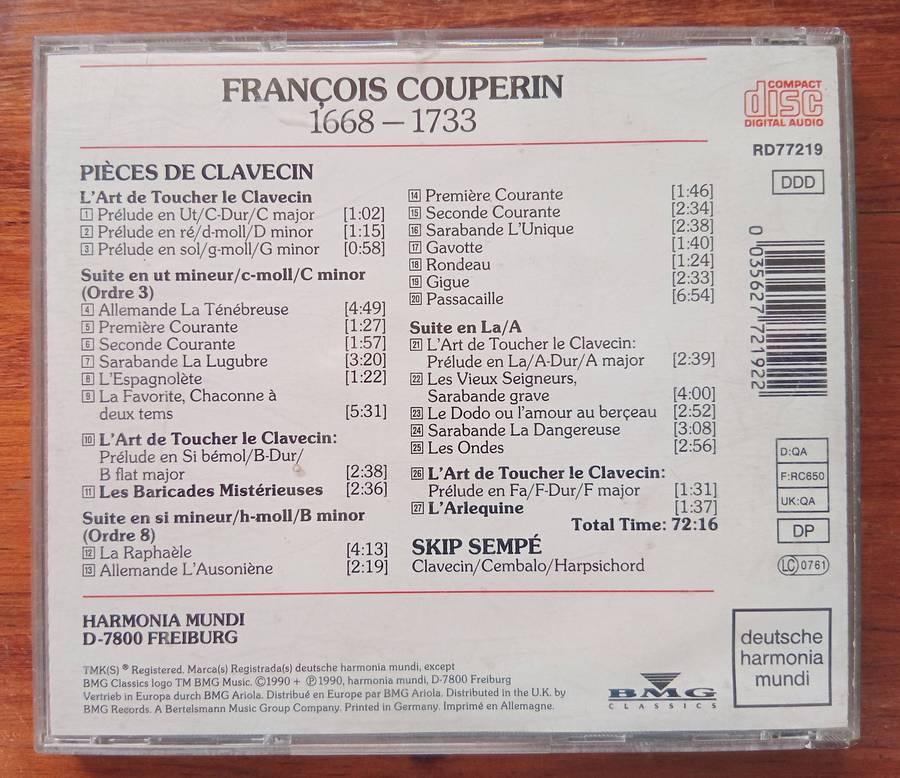 FRANÇOIS COUPERIN
1668 – 1733
COMPACT
disc
DIGITAL AUDIO
RD77219
DDD
PIÈCES DE CLAVECIN
L'Art de Toucher le Clavecin
1 Prélude en Ut/C-Dur/C major [1:02]
2 Prélude en ré/d-moll/D minor [1:15]
3 Prélude en sol/g-moll/G minor [0:58]
Suite en ut mineur/c-moll/C minor
(Ordre 3)
4 Allemande La Ténébreuse [4:49]
5 Première Courante [1:27]
6 Seconde Courante [1:57]
7 Sarabande La Lugubre [3:20]
8 L'Espagnolète [1:22]
9 La Favorite, Chaconne à
deux tems [5:31]
10 L'Art de Toucher le Clavecin:
Prélude en Si bémol/B-Dur/
B flat major [2:38]
11 Les Baricades Mistérieuses [2:36]
Suite en si mineur/h-moll/B minor
(Ordre 8)
12 La Raphaèle [4:13]
13 Allemande L'Ausoniène [2:19]
14 Première Courante [1:46]
15 Seconde Courante [2:34]
16 Sarabande L'Unique [2:38]
17 Gavotte [1:40]
18 Rondeau [1:24]
19 Gigue [2:33]
20 Passacaille [6:54]
Suite en La/A
21 L'Art de Toucher le Clavecin:
Prélude en La/A-Dur/A major [2:39]
22 Les Vieux Seigneurs,
Sarabande grave [4:00]
23 Le Dodo ou l'amour au berçeau [2:52]
24 Sarabande La Dangereuse [3:08]
25 Les Ondes [2:56]
26 L'Art de Toucher le Clavecin:
Prélude en Fa/F-Dur/F major [1:31]
27 L'Arlequine [1:37]
Total Time: 72:16
SKIP SEMPÉ
Clavecin/Cembalo/Harpsichord
0 035627 721922
D:QA
F:RC650
UK:QA
DP
LC 0761
HARMONIA MUNDI
D-7800 FREIBURG
TMK(S) ® Registered. Marca(s) Registrada(s) deutsche harmonia mundi, except
BMG Classics logo TM BMG Music. ©1990 + ℗1990, harmonia mundi, D-7800 Freiburg
Vertrieb in Europa durch BMG Ariola. Distribué en Europe par BMG Ariola. Distributed in the U.K. by
BMG Records. A Bertelsmann Music Group Company. Printed in Germany. Imprimé en Allemagne.
BMG
CLASSICS
deutsche
harmonia
mundi